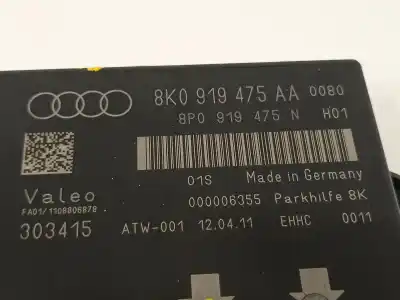 8K0 919 475 AA 0080
8P0 919 475 N H01
01S Made in Germany
Valeo
000006355 Parkhilfe 8K
FA01/1106806878
303415 ATW-001 12.04.11 EHHC 0011